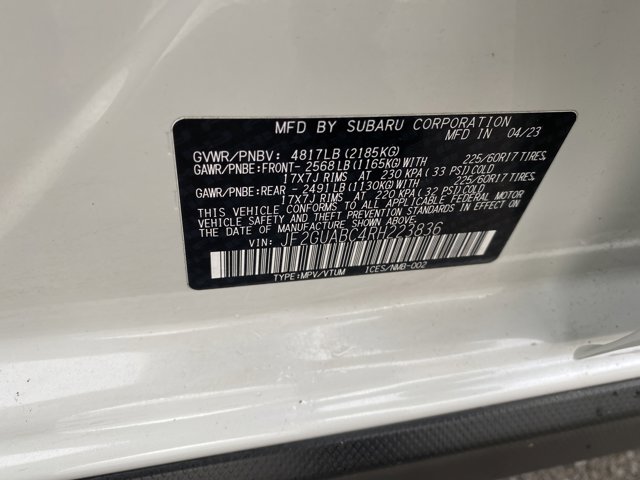 MFD BY SUBARU CORPORATION
MFD IN 04/23
GVWR/PNBV: 4817LB(2185KG)
GAWR/PNBE:FRONT- 2568LB(1165KG)WITH 225/60R17 TIRES,
17X7J RIMS AT 230 KPA (33 PSI)COLD
GAWR/PNBE:REAR - 2491LB(1130KG)WITH 225/60R17 TIRES,
17X7J RIMS AT 220 KPA (32 PSI)COLD
THIS VEHICLE CONFORMS TO ALL APPLICABLE FEDERAL MOTOR
VEHICLE SAFETY AND THEFT PREVENTION STANDARDS
IN EFFECT ON THE DATE OF MANUFACTURE SHOWN ABOVE.
VIN: JF2GUABC4RH223836
TYPE:MPV/VTUM ICES/NMB-002